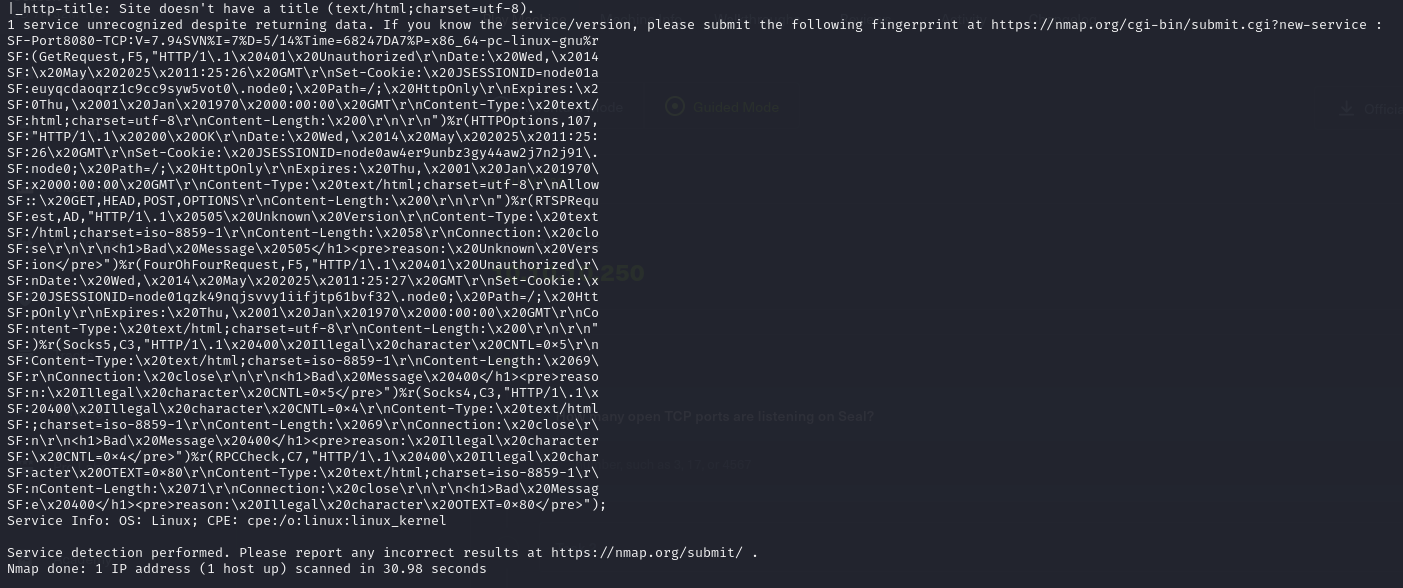 |_http-title: Site doesn't have a title (text/html;charset=utf-8).
1 service unrecognized despite returning data. If you know the service/version, please submit the following fingerprint at https://nmap.org/cgi-bin/submit.cgi?new-service :
SF-Port8080-TCP:V=7.94SVN%I=7%D=5/14%Time=68247DA7%P=x86_64-pc-linux-gnu%r
SF:(GetRequest,F5,"HTTP/1\.1\x20401\x20Unauthorized\r\nDate:\x20Wed,\x2014
SF:\x20May\x202025\x2011:25:26\x20GMT\r\nSet-Cookie:\x20JSESSIONID=node01a
SF:euyqcdaoqrz1c9cc9syw5vot0\.node0;\x20Path=/;\x20HttpOnly\r\nExpires:\x2
SF:0Thu,\x2001\x20Jan\x201970\x2000:00:00\x20GMT\r\nContent-Type:\x20text/
SF:html;charset=utf-8\r\nContent-Length:\x200\r\n\r\n")%r(HTTPOptions,107,
SF:"HTTP/1\.1\x20200\x20OK\r\nDate:\x20Wed,\x2014\x20May\x202025\x2011:25:
SF:26\x20GMT\r\nSet-Cookie:\x20JSESSIONID=node0aw4er9unbz3gy44aw2j7n2j91\.
SF:node0;\x20Path=/;\x20HttpOnly\r\nExpires:\x20Thu,\x2001\x20Jan\x201970\
SF:x2000:00:00\x20GMT\r\nContent-Type:\x20text/html;charset=utf-8\r\nAllow
SF::\x20GET,HEAD,POST,OPTIONS\r\nContent-Length:\x200\r\n\r\n")%r(RTSPRequ
SF:est,AD,"HTTP/1\.1\x20505\x20Unknown\x20Version\r\nContent-Type:\x20text
SF:/html;charset=iso-8859-1\r\nContent-Length:\x2058\r\nConnection:\x20clo
SF:se\r\n\r\n<h1>Bad\x20Message\x20505</h1><pre>reason:\x20Unknown\x20Vers
SF:ion</pre>")%r(FourOhFourRequest,F5,"HTTP/1\.1\x20401\x20Unauthorized\r\
SF:nDate:\x20Wed,\x2014\x20May\x202025\x2011:25:27\x20GMT\r\nSet-Cookie:\x
SF:20JSESSIONID=node01qzk49nqjsvvy1iifjtp61bvf32\.node0;\x20Path=/;\x20Htt
SF:pOnly\r\nExpires:\x20Thu,\x2001\x20Jan\x201970\x2000:00:00\x20GMT\r\nCo
SF:ntent-Type:\x20text/html;charset=utf-8\r\nContent-Length:\x200\r\n\r\n"
SF:)%r(Socks5,C3,"HTTP/1\.1\x20400\x20Illegal\x20character\x20CNTL=0x5\r\n
SF:Content-Type:\x20text/html;charset=iso-8859-1\r\nContent-Length:\x2069\
SF:r\nConnection:\x20close\r\n\r\n<h1>Bad\x20Message\x20400</h1><pre>reaso
SF:n:\x20Illegal\x20character\x20CNTL=0x5</pre>")%r(Socks4,C3,"HTTP/1\.1\x
SF:20400\x20Illegal\x20character\x20CNTL=0x4\r\nContent-Type:\x20text/html
SF:;charset=iso-8859-1\r\nContent-Length:\x2069\r\nConnection:\x20close\r\
SF:n\r\n<h1>Bad\x20Message\x20400</h1><pre>reason:\x20Illegal\x20character
SF:\x20CNTL=0x4</pre>")%r(RPCCheck,C7,"HTTP/1\.1\x20400\x20Illegal\x20char
SF:acter\x20OTEXT=0x80\r\nContent-Type:\x20text/html;charset=iso-8859-1\r\
SF:nContent-Length:\x2071\r\nConnection:\x20close\r\n\r\n<h1>Bad\x20Messag
SF:e\x20400</h1><pre>reason:\x20Illegal\x20character\x20OTEXT=0x80</pre>");
Service Info: OS: Linux; CPE: cpe:/o:linux:linux_kernel
Service detection performed. Please report any incorrect results at https://nmap.org/submit/ .
Nmap done: 1 IP address (1 host up) scanned in 30.98 seconds
Guided Mode
.250
many open TCP ports are listening on Seal?